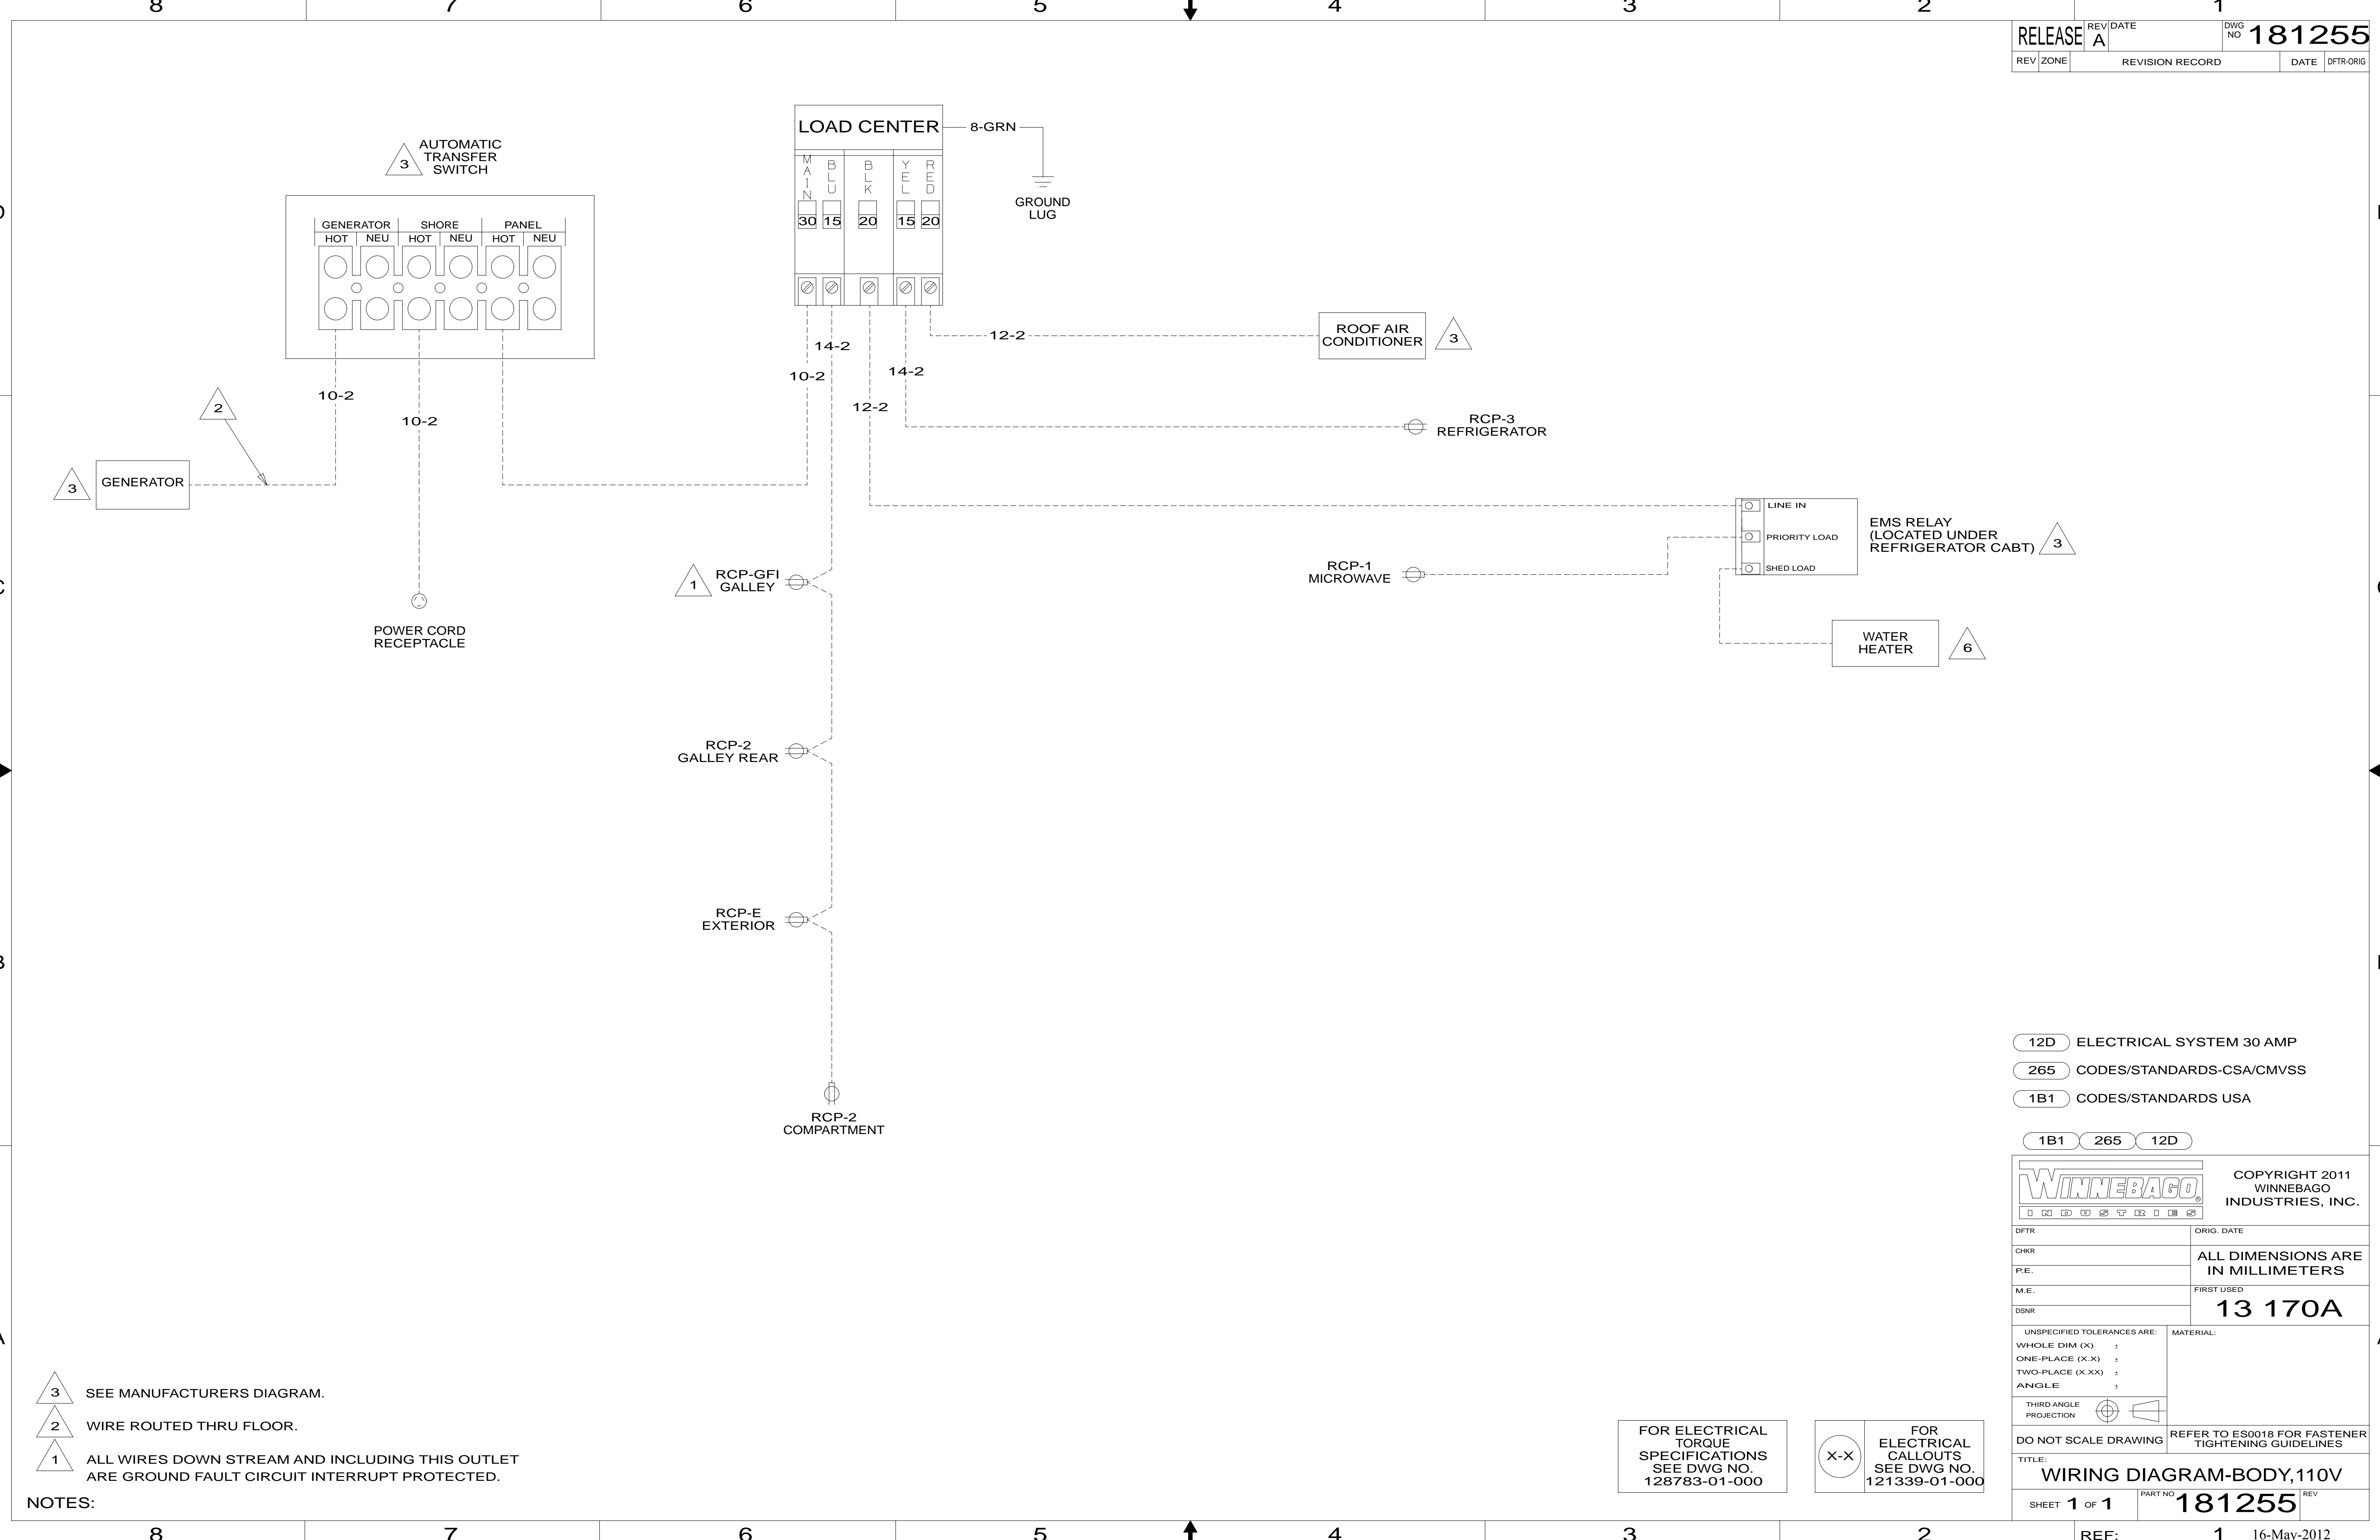 8 7 6 5 4 3 2 1
RELEASE
REV
A
DATE
DWG
NO
181255
REV ZONE REVISION RECORD DATE DFTR-ORIG
LOAD CENTER
8-GRN
GROUND
LUG
MAIN BLU BLK YEL RED
30 15 20 15 20
3
AUTOMATIC
TRANSFER
SWITCH
GENERATOR SHORE PANEL
HOT NEU HOT NEU HOT NEU
10-2
10-2
2
3
GENERATOR
POWER CORD
RECEPTACLE
14-2
10-2
12-2
14-2
12-2
ROOF AIR
CONDITIONER
3
RCP-3
REFRIGERATOR
LINE IN
PRIORITY LOAD
SHED LOAD
EMS RELAY
(LOCATED UNDER
REFRIGERATOR CABT)
3
RCP-1
MICROWAVE
WATER
HEATER
6
1
RCP-GFI
GALLEY
RCP-2
GALLEY REAR
RCP-E
EXTERIOR
RCP-2
COMPARTMENT
12D ELECTRICAL SYSTEM 30 AMP
265 CODES/STANDARDS-CSA/CMVSS
1B1 CODES/STANDARDS USA
1B1 265 12D
WINNEBAGO
INDUSTRIES
®
COPYRIGHT 2011
WINNEBAGO
INDUSTRIES, INC.
DFTR
ORIG. DATE
CHKR
ALL DIMENSIONS ARE
IN MILLIMETERS
P.E.
M.E.
FIRST USED
13 170A
DSNR
UNSPECIFIED TOLERANCES ARE:
MATERIAL:
WHOLE DIM (X) ±
ONE-PLACE (X.X) ±
TWO-PLACE (X.XX) ±
ANGLE ±
THIRD ANGLE
PROJECTION
DO NOT SCALE DRAWING
REFER TO ES0018 FOR FASTENER
TIGHTENING GUIDELINES
TITLE:
WIRING DIAGRAM-BODY,110V
SHEET 1 OF 1
PART NO
181255
REV
FOR ELECTRICAL
TORQUE
SPECIFICATIONS
SEE DWG NO.
128783-01-000
X-X
FOR
ELECTRICAL
CALLOUTS
SEE DWG NO.
121339-01-000
3 SEE MANUFACTURERS DIAGRAM.
2 WIRE ROUTED THRU FLOOR.
1 ALL WIRES DOWN STREAM AND INCLUDING THIS OUTLET
ARE GROUND FAULT CIRCUIT INTERRUPT PROTECTED.
NOTES:
8 7 6 5 4 3 2 1
REF:
16-May-2012